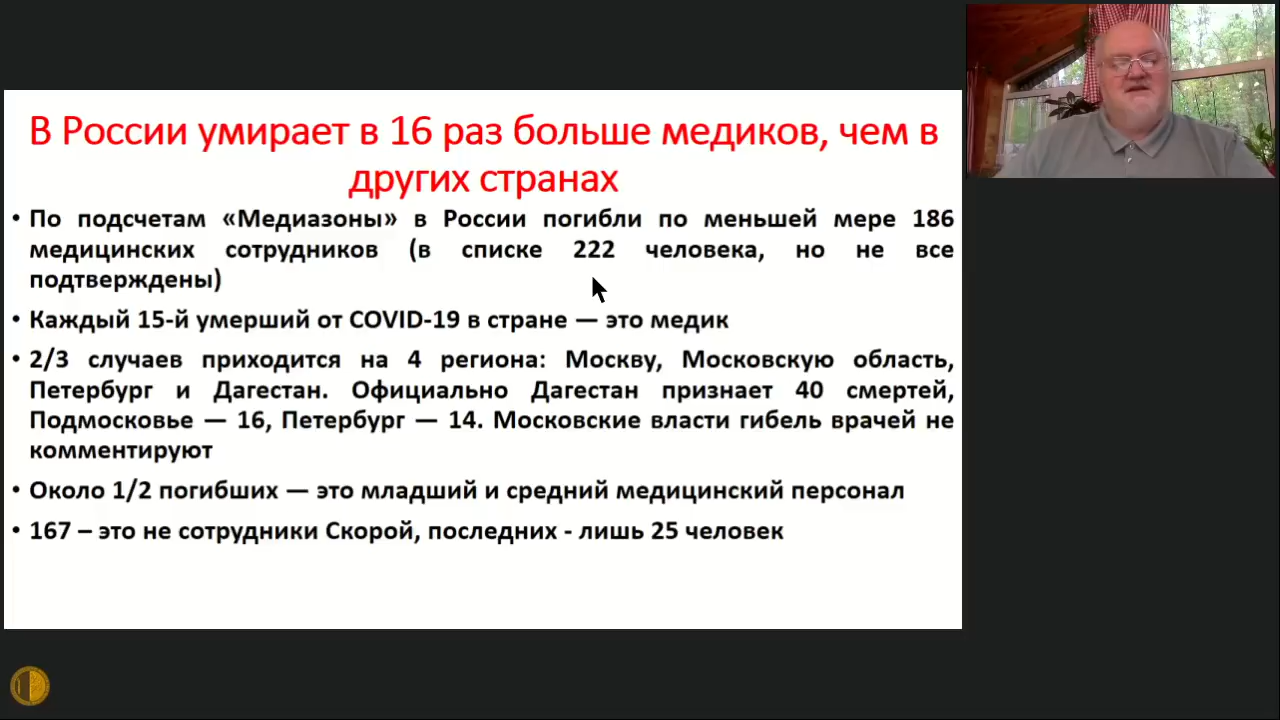 В России умирает в 16 раз больше медиков, чем в
других странах
• По подсчетам «Медиазоны» в России погибли по меньшей мере 186
медицинских сотрудников (в списке 222 человека, но не все
подтверждены)
• Каждый 15-й умерший от COVID-19 в стране — это медик
• 2/3 случаев приходится на 4 региона: Москву, Московскую область,
Петербург и Дагестан. Официально Дагестан признает 40 смертей,
Подмосковье — 16, Петербург — 14. Московские власти гибель врачей не
комментируют
• Около 1/2 погибших — это младший и средний медицинский персонал
• 167 – это не сотрудники Скорой, последних - лишь 25 человек